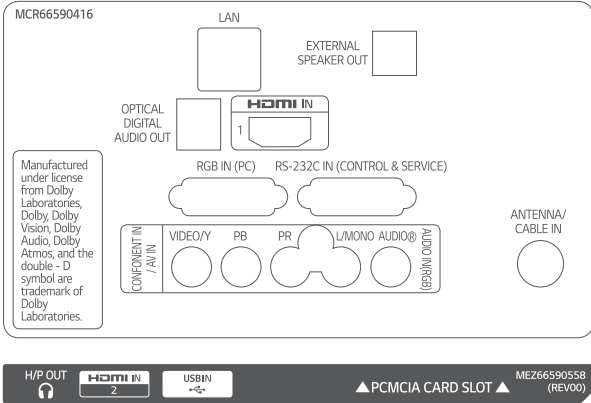 MCR66590416
LAN
EXTERNAL
SPEAKER OUT
OPTICAL
DIGITAL
AUDIO OUT
HDMI IN
1
Manufactured
under license
from Dolby
Laboratories,
Dolby, Dolby
Vision, Dolby
Audio, Dolby
Atmos, and the
double - D
symbol are
trademark of
Dolby
Laboratories.
RGB IN (PC)
RS-232C IN (CONTROL & SERVICE)
CONFONENT IN
/ AV IN
VIDEO/Y
PB
PR
L/MONO AUDIO®
AUDIO IN(RGB)
ANTENNA/
CABLE IN
H/P OUT
HDMI IN
2
USB IN
▲PCMCIA CARD SLOT ▲
MEZ66590558
(REV00)